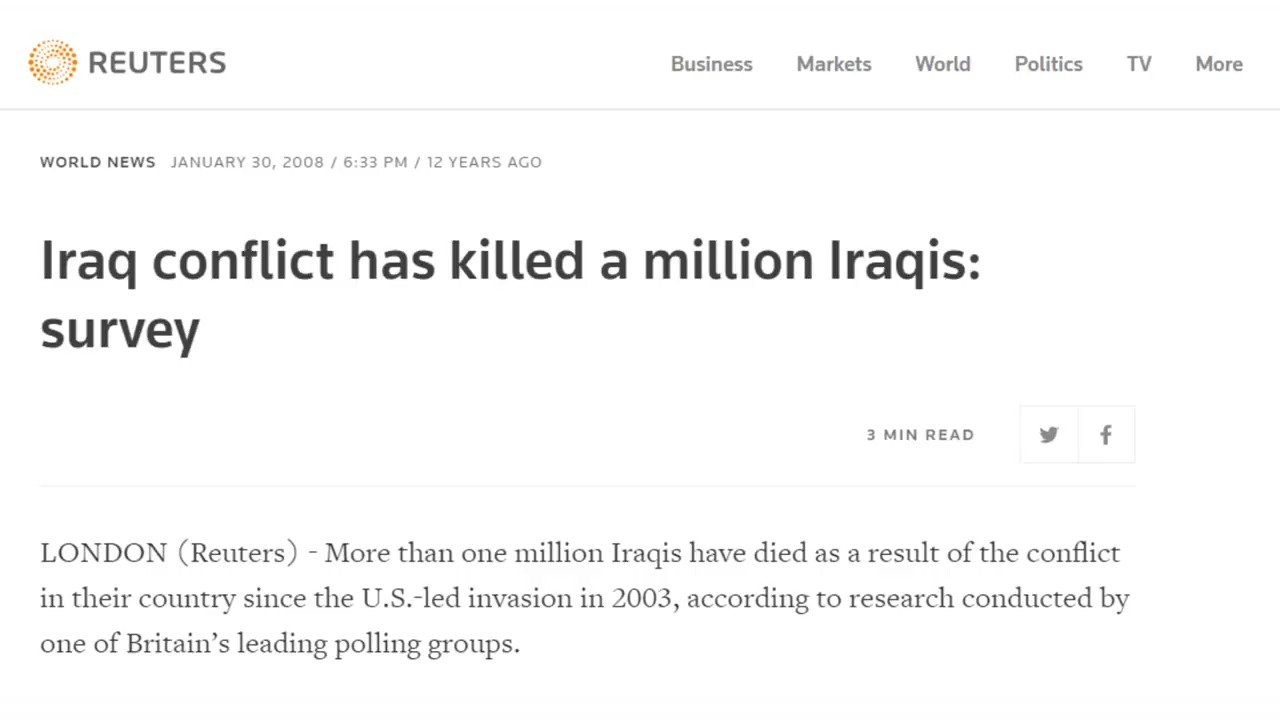 REUTERS
Business Markets World Politics TV More
WORLD NEWS JANUARY 30, 2008 / 6:33 PM / 12 YEARS AGO
Iraq conflict has killed a million Iraqis:
survey
3 MIN READ
LONDON (Reuters) - More than one million Iraqis have died as a result of the conflict
in their country since the U.S.-led invasion in 2003, according to research conducted by
one of Britain’s leading polling groups.